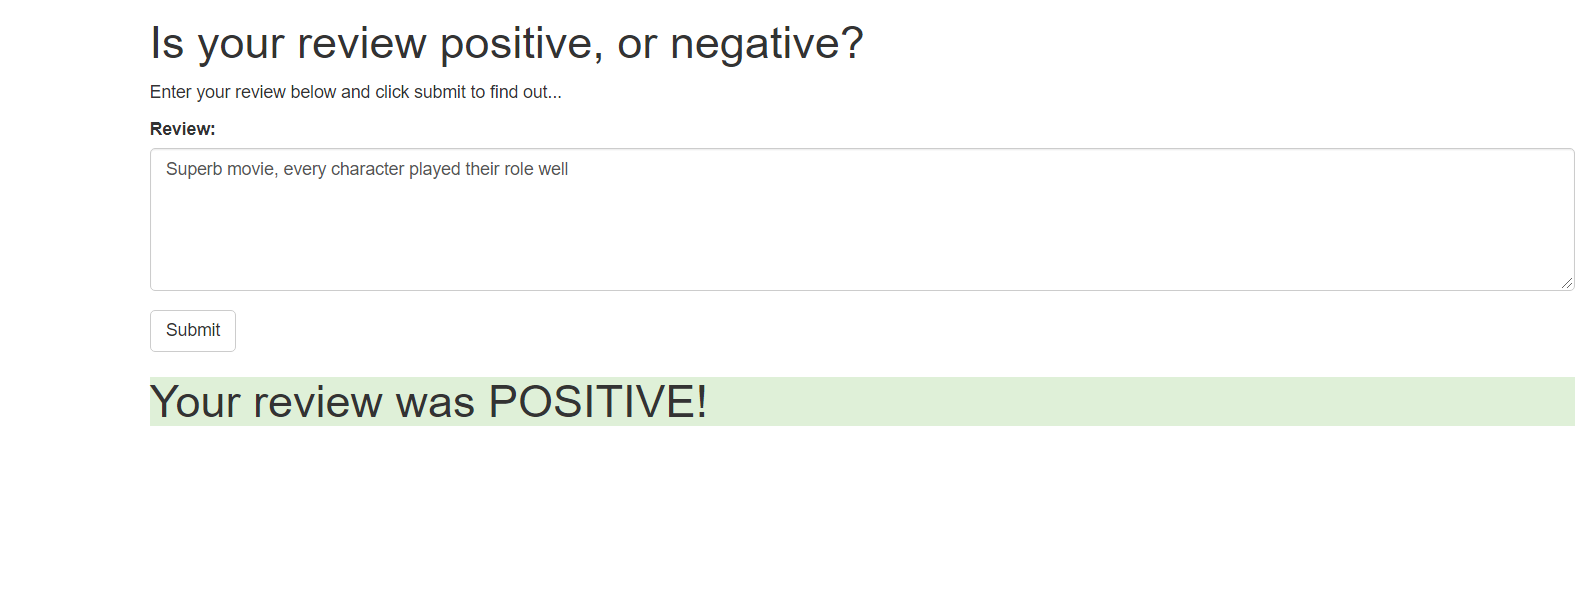 Is your review positive, or negative?
Enter your review below and click submit to find out...
Review:
Superb movie, every character played their role well
Submit
Your review was POSITIVE!